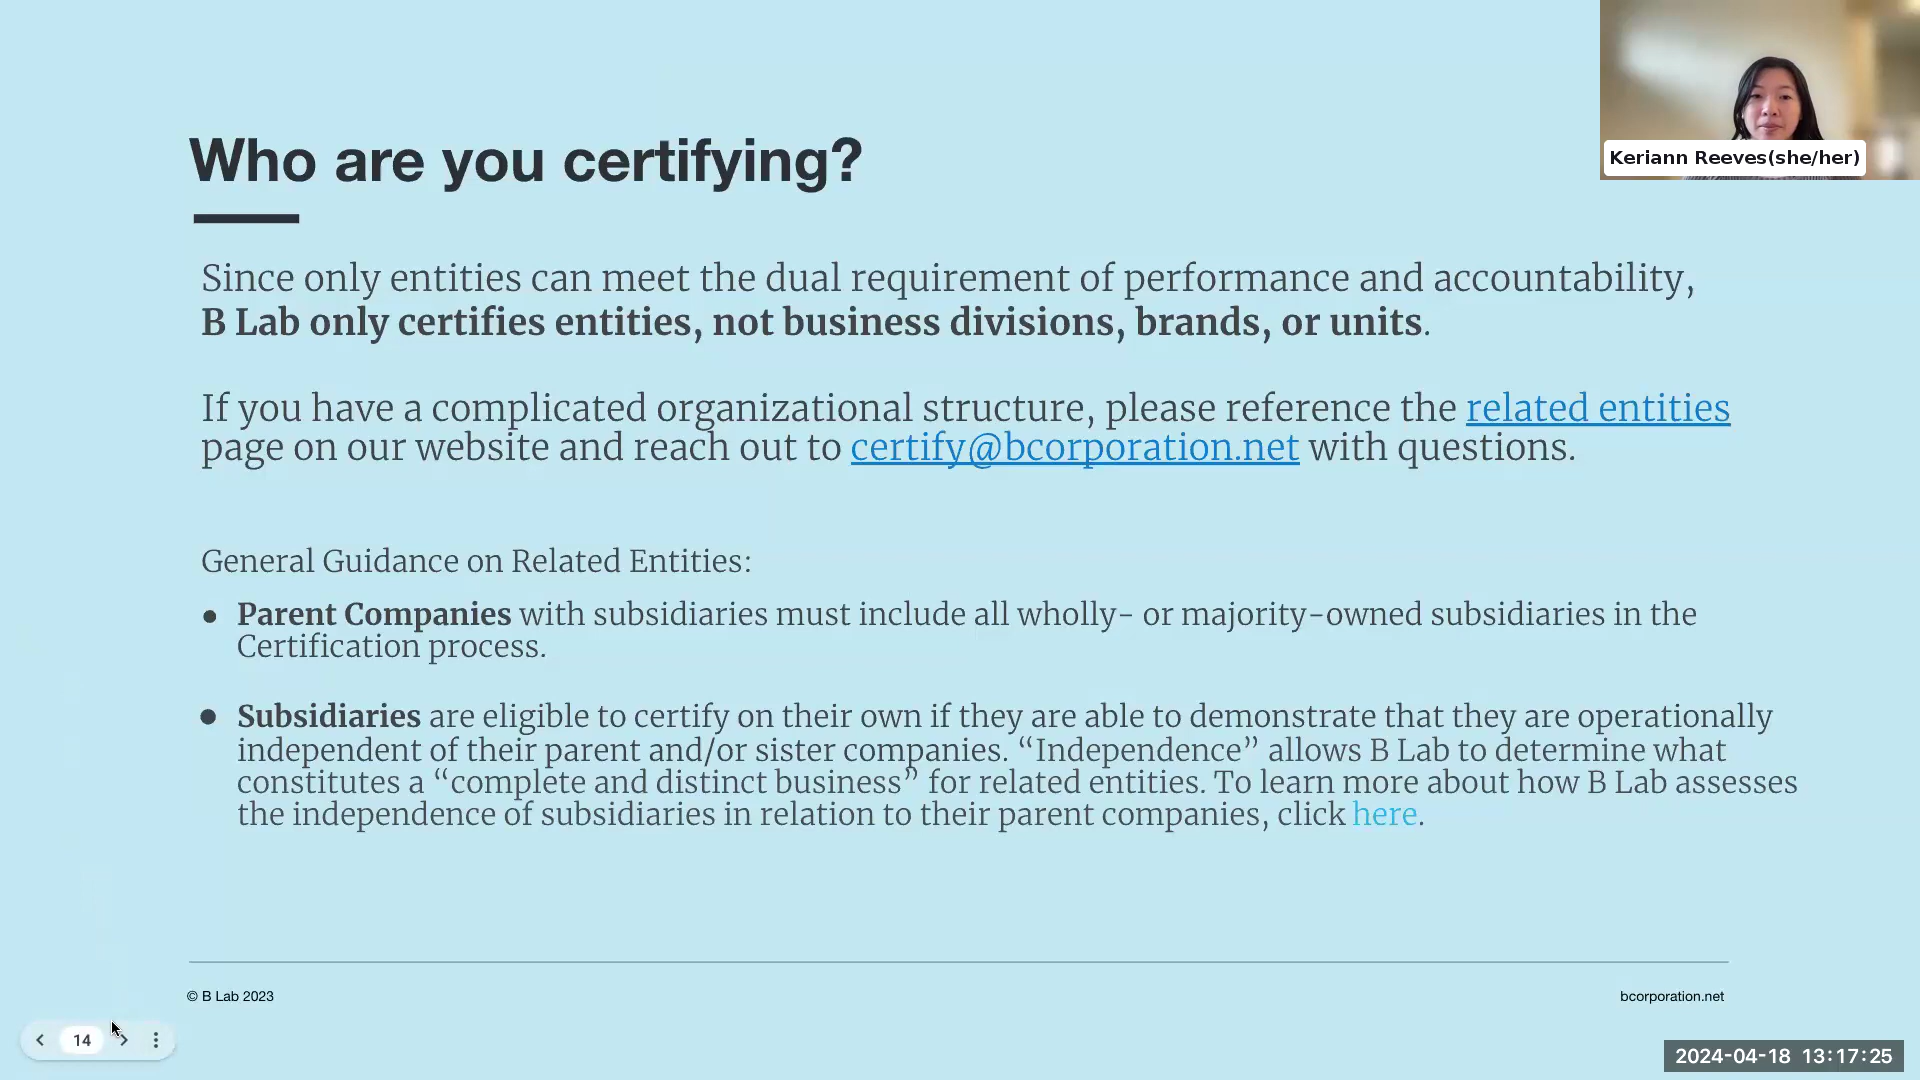 Who are you certifying?
Keriann Reeves(she/her)
Since only entities can meet the dual requirement of performance and accountability,
B Lab only certifies entities, not business divisions, brands, or units.
If you have a complicated organizational structure, please reference the related entities
page on our website and reach out to certify@bcorporation.net with questions.
General Guidance on Related Entities:
● Parent Companies with subsidiaries must include all wholly- or majority-owned subsidiaries in the
Certification process.
● Subsidiaries are eligible to certify on their own if they are able to demonstrate that they are operationally
independent of their parent and/or sister companies. “Independence” allows B Lab to determine what
constitutes a “complete and distinct business” for related entities. To learn more about how B Lab assesses
the independence of subsidiaries in relation to their parent companies, click here.
© B Lab 2023
bcorporation.net
14
2024-04-18 13:17:25